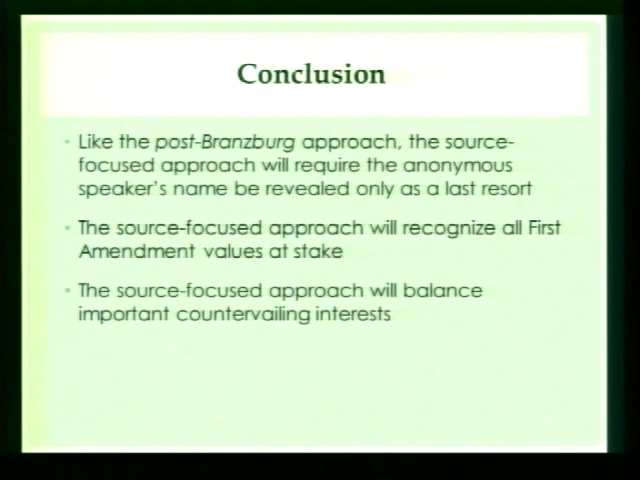 Conclusion
Like the post-Branzburg approach, the source-
focused approach will require the anonymous
speaker's name be revealed only as a last resort
The source-focused approach will recognize all First
Amendment values at stake
The source-focused approach will balance
important countervailing interests